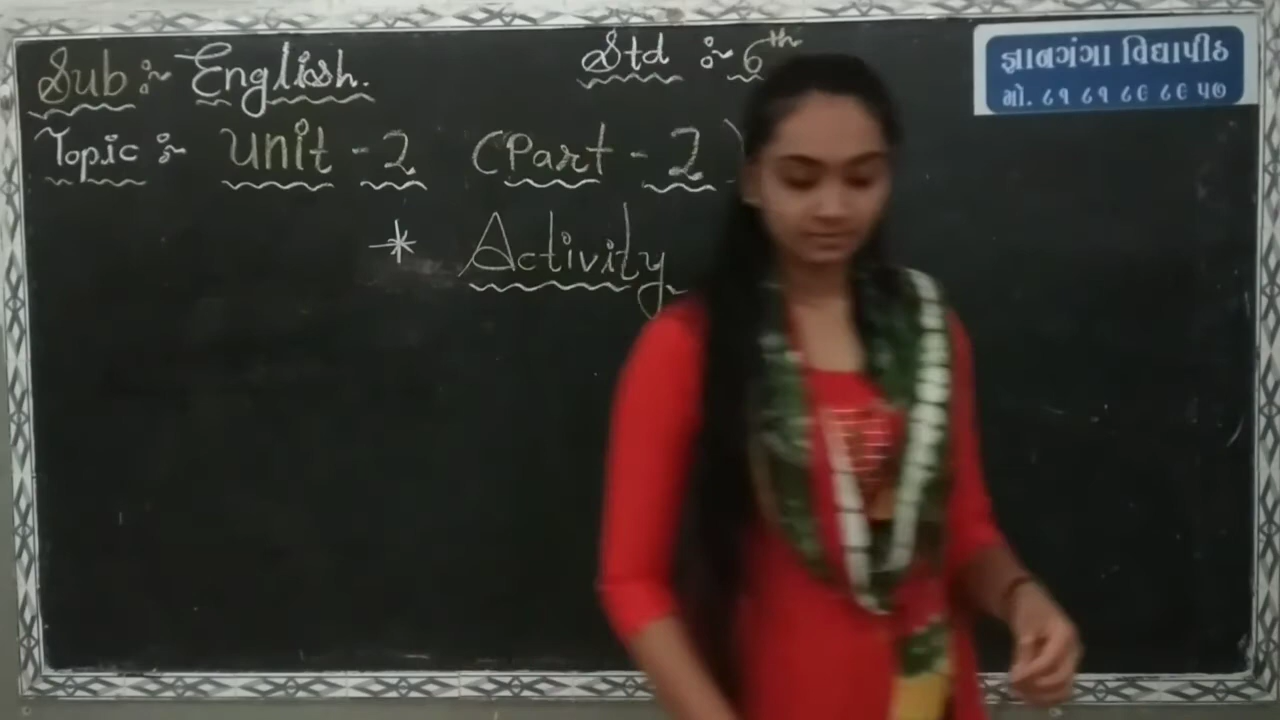 Sub :- English. Std :- 6th
Topic :- Unit - 2 (Part - 2)
* Activity
જ્ઞાનગંગા વિદ્યાપીઠ
મો. ૮૧ ૮૧ ૮૯ ૮૯ ૫૭